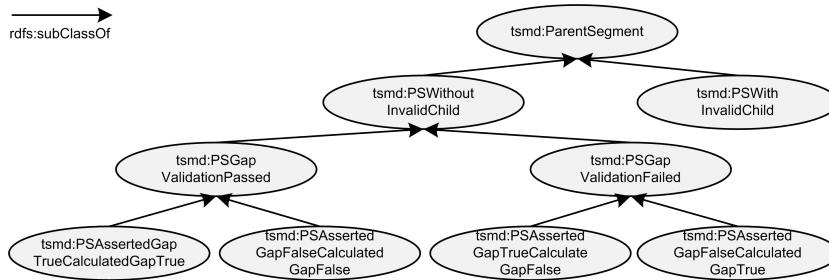 rdfs:subClassOf
tsmd:ParentSegment
tsmd:PSWithout
InvalidChild
tsmd:PSWith
InvalidChild
tsmd:PSGap
ValidationPassed
tsmd:PSGap
ValidationFailed
tsmd:PSAssertedGap
TrueCalculatedGapTrue
tsmd:PSAsserted
GapFalseCalculated
GapFalse
tsmd:PSAsserted
GapTrueCalculate
GapFalse
tsmd:PSAsserted
GapFalseCalculated
GapTrue